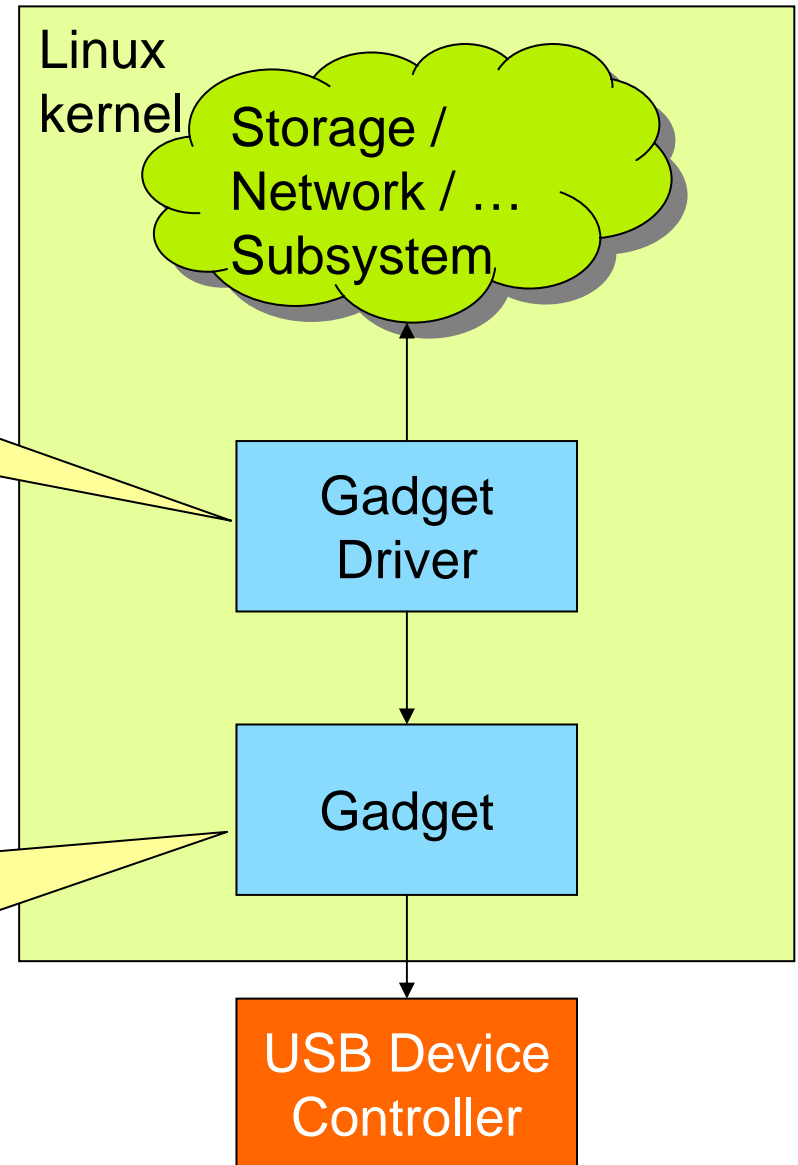 Linux
kernel
Storage /
Network / …
Subsystem
Gadget
Driver
Gadget
USB Device
Controller